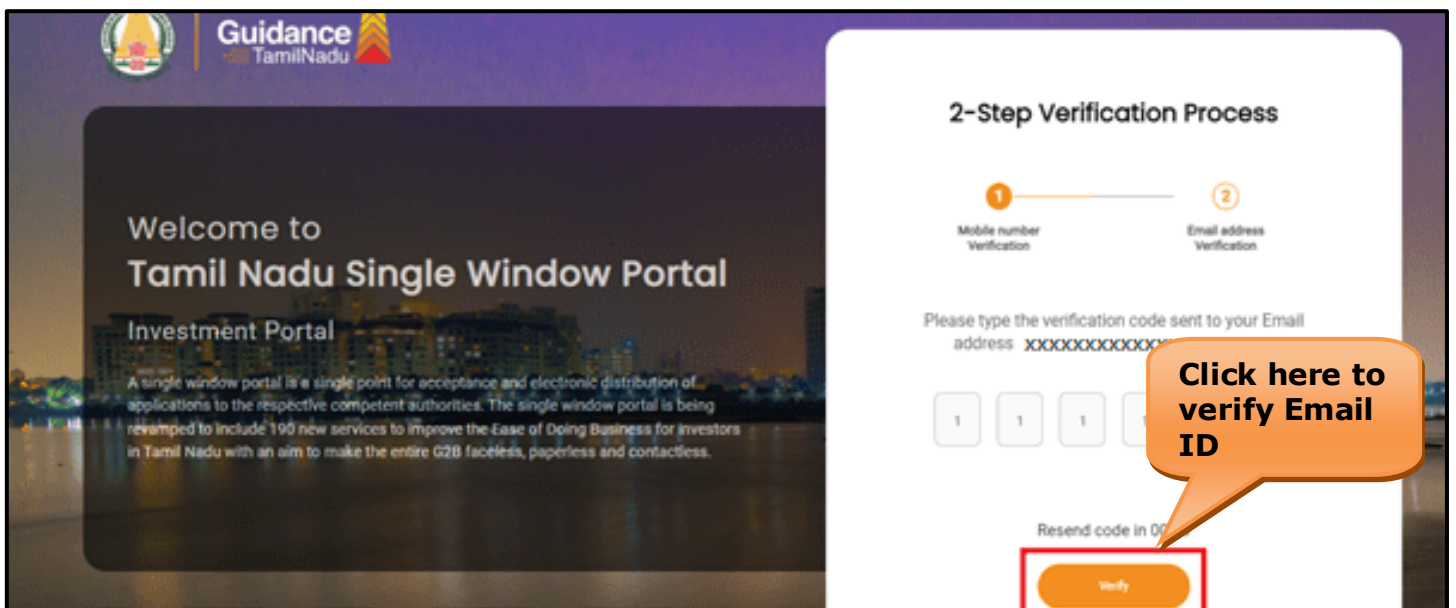 Guidance
TamilNadu
Welcome to
Tamil Nadu Single Window Portal
Investment Portal
A single window portal is a single point for acceptance and electronic distribution of
applications to the respective competent authorities. The single window portal is being
revamped to include 190 new services to improve the Ease of Doing Business for investors
in Tamil Nadu with an aim to make the entire G2B faceless, paperless and contactless.
2-Step Verification Process
1
2
Mobile number
Verification
Email address
Verification
Please type the verification code sent to your Email
address XXXXXXXXXXXXX
1 1 1
Click here to
verify Email
ID
Resend code in
Verify